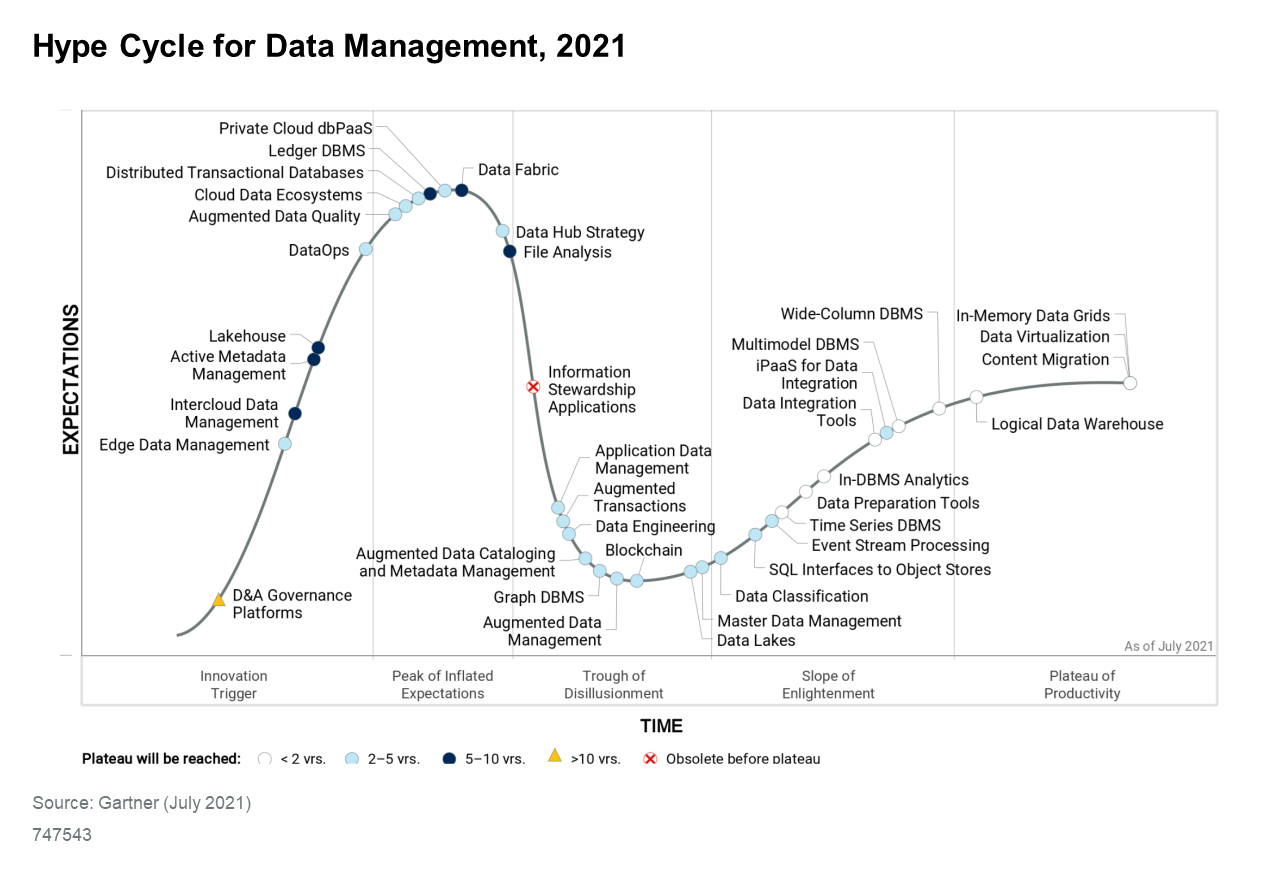 Hype Cycle for Data Management, 2021
Private Cloud dbPaaS
Ledger DBMS
Distributed Transactional Databases
Cloud Data Ecosystems
Augmented Data Quality
DataOps
Lakehouse
Active Metadata
Management
Intercloud Data
Management
Edge Data Management
D&A Governance
Platforms
Data Fabric
Data Hub Strategy
File Analysis
Information
Stewardship
Applications
Application Data
Management
Augmented
Transactions
Data Engineering
Augmented Data Cataloging
and Metadata Management
Graph DBMS
Augmented Data
Management
Blockchain
Data Lakes
Master Data Management
Data Classification
SQL Interfaces to Object Stores
Event Stream Processing
Time Series DBMS
Data Preparation Tools
In-DBMS Analytics
Data Integration
Tools
iPaaS for Data
Integration
Multimodel DBMS
Wide-Column DBMS
Logical Data Warehouse
In-Memory Data Grids
Data Virtualization
Content Migration
EXPECTATIONS
As of July 2021
Innovation
Trigger
Peak of Inflated
Expectations
Trough of
Disillusionment
Slope of
Enlightenment
Plateau of
Productivity
TIME
Plateau will be reached: < 2 yrs. 2–5 yrs. 5–10 yrs. >10 yrs. Obsolete before plateau
Source: Gartner (July 2021)
747543